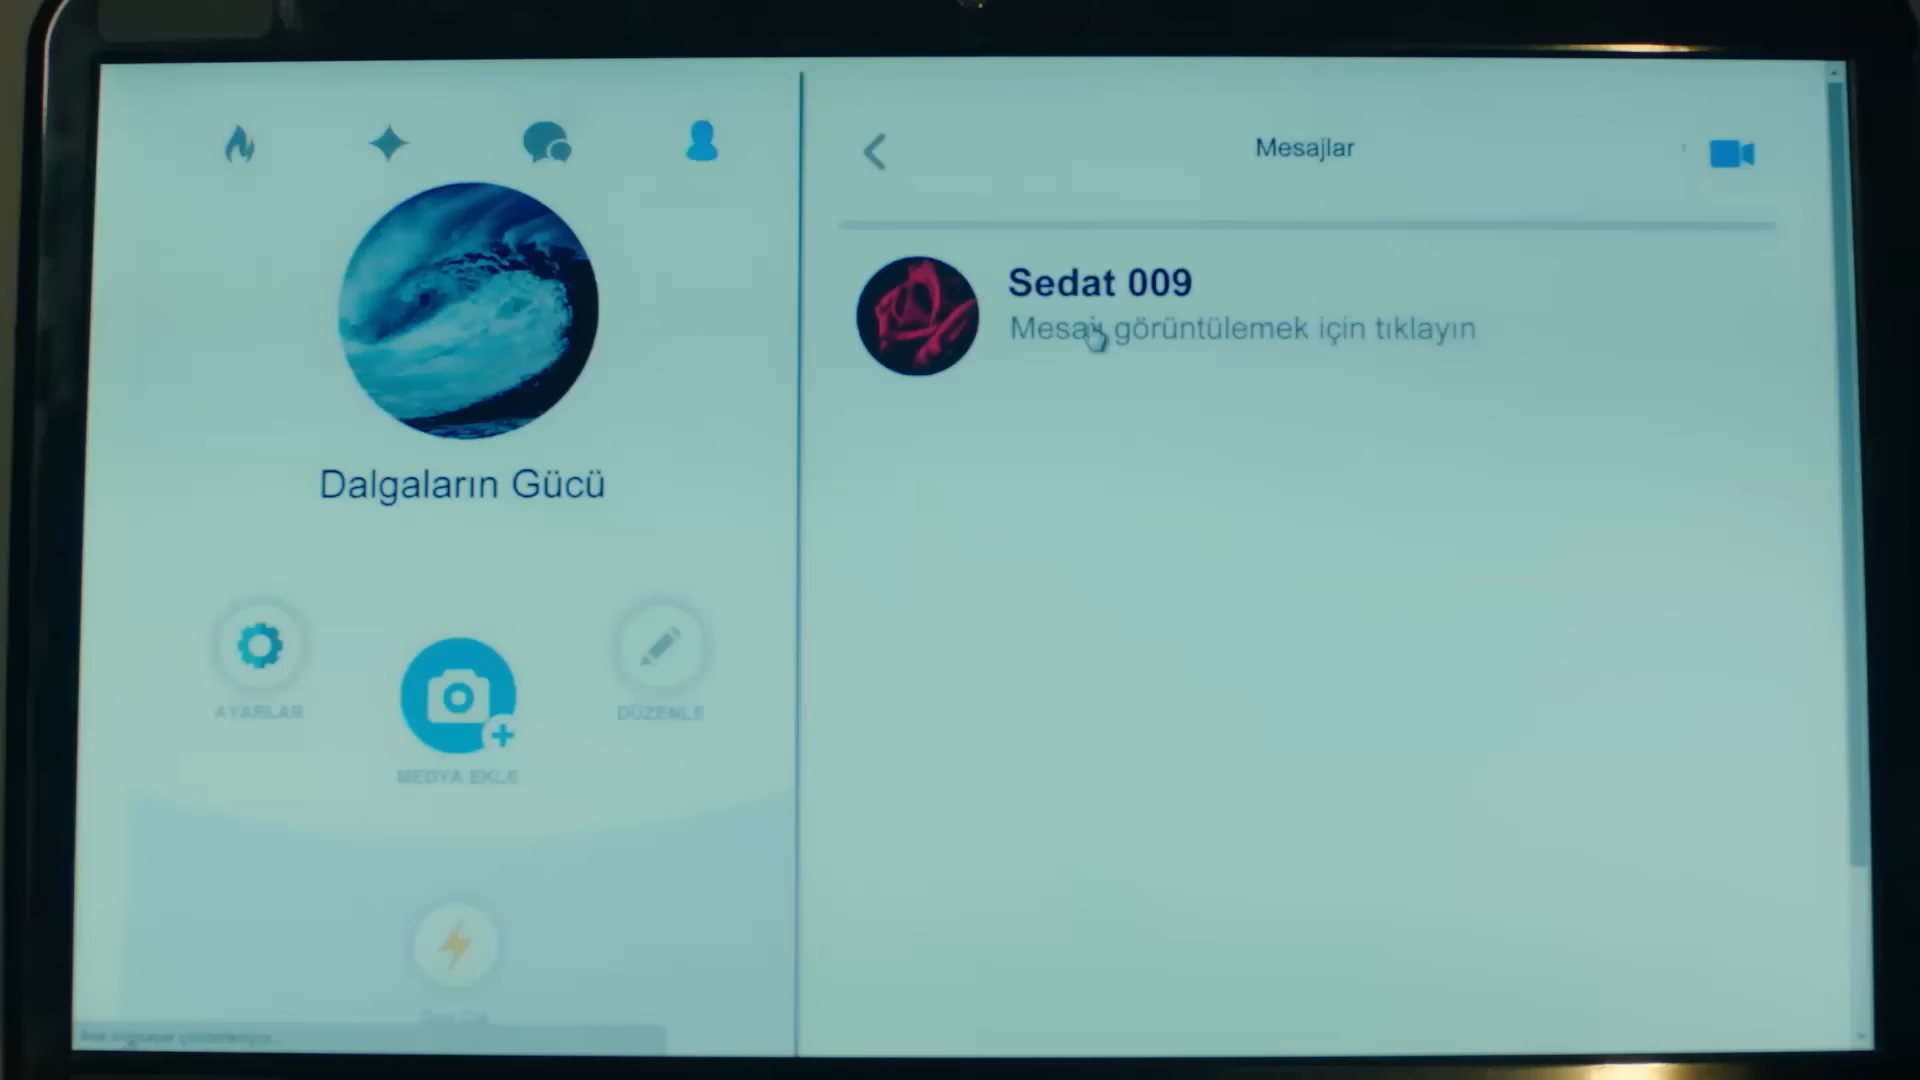 Mesajlar
Sedat 009
Mesajı görüntülemek için tıklayın
Dalgaların Gücü
AYARLAR
DÜZENLE
MEDYA EKLE